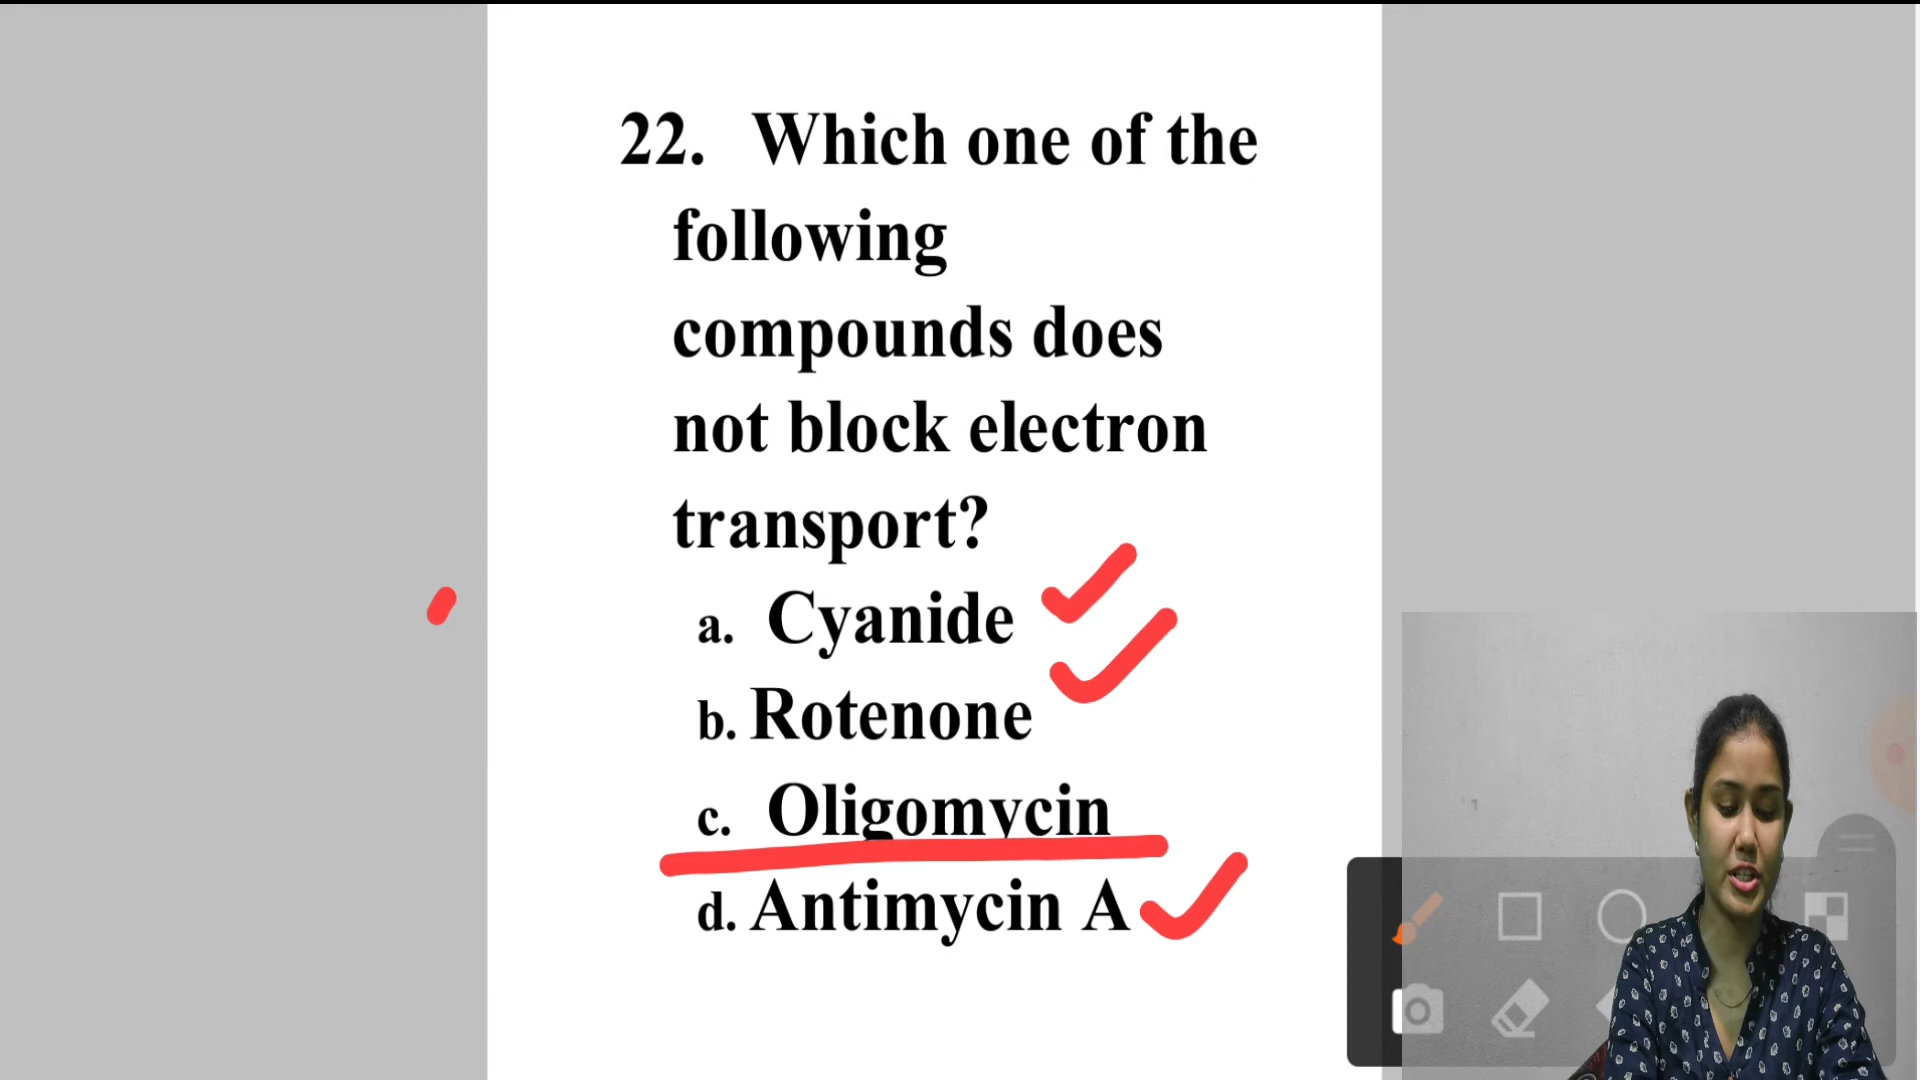 22. Which one of the
following
compounds does
not block electron
transport?
a. Cyanide
b. Rotenone
c. Oligomycin
d. Antimycin A